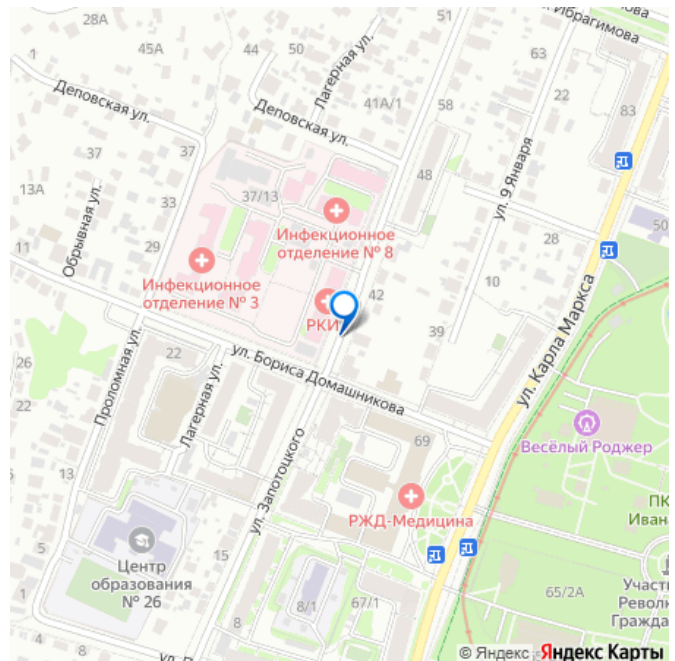 28А
45А
44
50
51
Ибрагимова
1
Лагерная ул.
63
Деповская ул.
41А/1
58
22
83
Деповская ул.
37
37
48
ул. 9 Января
13А
37/13
50
Обрывная ул.
33
Инфекционное
отделение № 8
28
11
29
Инфекционное
отделение № 3
42
10
РКИ
39
ул. Карла Маркса
26
22
22
ул. Бориса Домашникова
Проломная ул.
Лагерная ул.
Весёлый Роджер
69
ул. Запотоцкого
13
РЖД-Медицина
ПК
Иван
5
15
Центр
образования
№ 26
1
8/1
67/1
65/2А
Участ
Револ
Гражда
4
8
8
© Яндекс Яндекс Карты